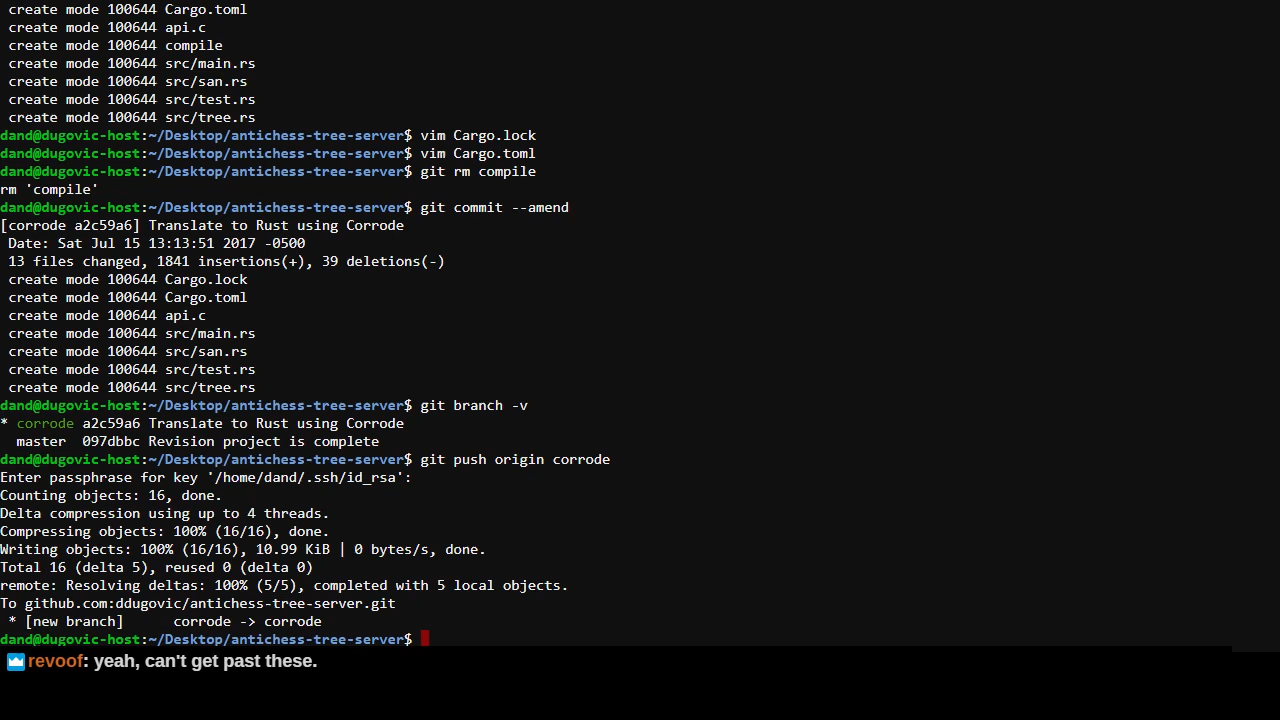 create mode 100644 Cargo.toml
create mode 100644 api.c
create mode 100644 compile
create mode 100644 src/main.rs
create mode 100644 src/san.rs
create mode 100644 src/test.rs
create mode 100644 src/tree.rs
dand@dugovic-host:~/Desktop/antichess-tree-server$ vim Cargo.lock
dand@dugovic-host:~/Desktop/antichess-tree-server$ vim Cargo.toml
dand@dugovic-host:~/Desktop/antichess-tree-server$ git rm compile
rm 'compile'
dand@dugovic-host:~/Desktop/antichess-tree-server$ git commit --amend
[corrode a2c59a6] Translate to Rust using Corrode
Date: Sat Jul 15 13:13:51 2017 -0500
13 files changed, 1841 insertions(+), 39 deletions(-)
create mode 100644 Cargo.lock
create mode 100644 Cargo.toml
create mode 100644 api.c
create mode 100644 src/main.rs
create mode 100644 src/san.rs
create mode 100644 src/test.rs
create mode 100644 src/tree.rs
dand@dugovic-host:~/Desktop/antichess-tree-server$ git branch -v
* corrode a2c59a6 Translate to Rust using Corrode
master  097dbbc Revision project is complete
dand@dugovic-host:~/Desktop/antichess-tree-server$ git push origin corrode
Enter passphrase for key '/home/dand/.ssh/id_rsa':
Counting objects: 16, done.
Delta compression using up to 4 threads.
Compressing objects: 100% (16/16), done.
Writing objects: 100% (16/16), 10.99 KiB | 0 bytes/s, done.
Total 16 (delta 5), reused 0 (delta 0)
remote: Resolving deltas: 100% (5/5), completed with 5 local objects.
To github.com:ddugovic/antichess-tree-server.git
* [new branch]      corrode -> corrode
dand@dugovic-host:~/Desktop/antichess-tree-server$
revoof: yeah, can't get past these.